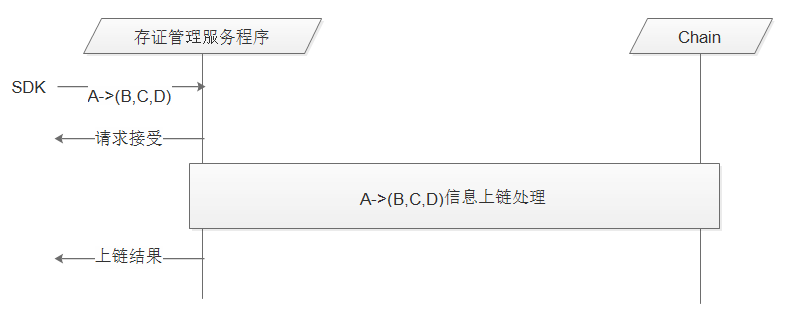 存证管理服务程序
Chain
SDK
A->(B,C,D)
请求接受
A->(B,C,D)信息上链处理
上链结果